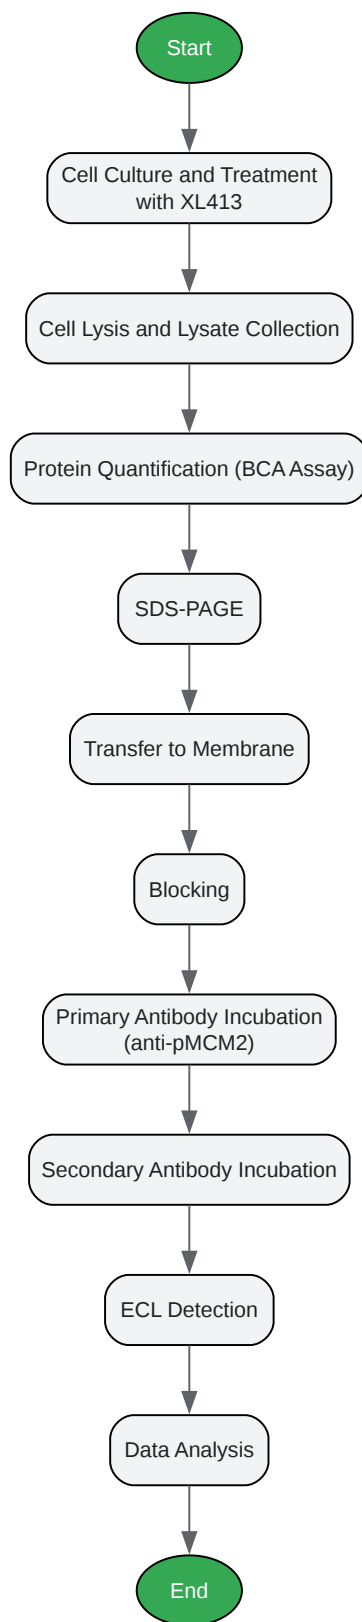 Start
Cell Culture and Treatment
with XL413
Cell Lysis and Lysate Collection
Protein Quantification (BCA Assay)
SDS-PAGE
Transfer to Membrane
Blocking
Primary Antibody Incubation
(anti-pMCM2)
Secondary Antibody Incubation
ECL Detection
Data Analysis
End